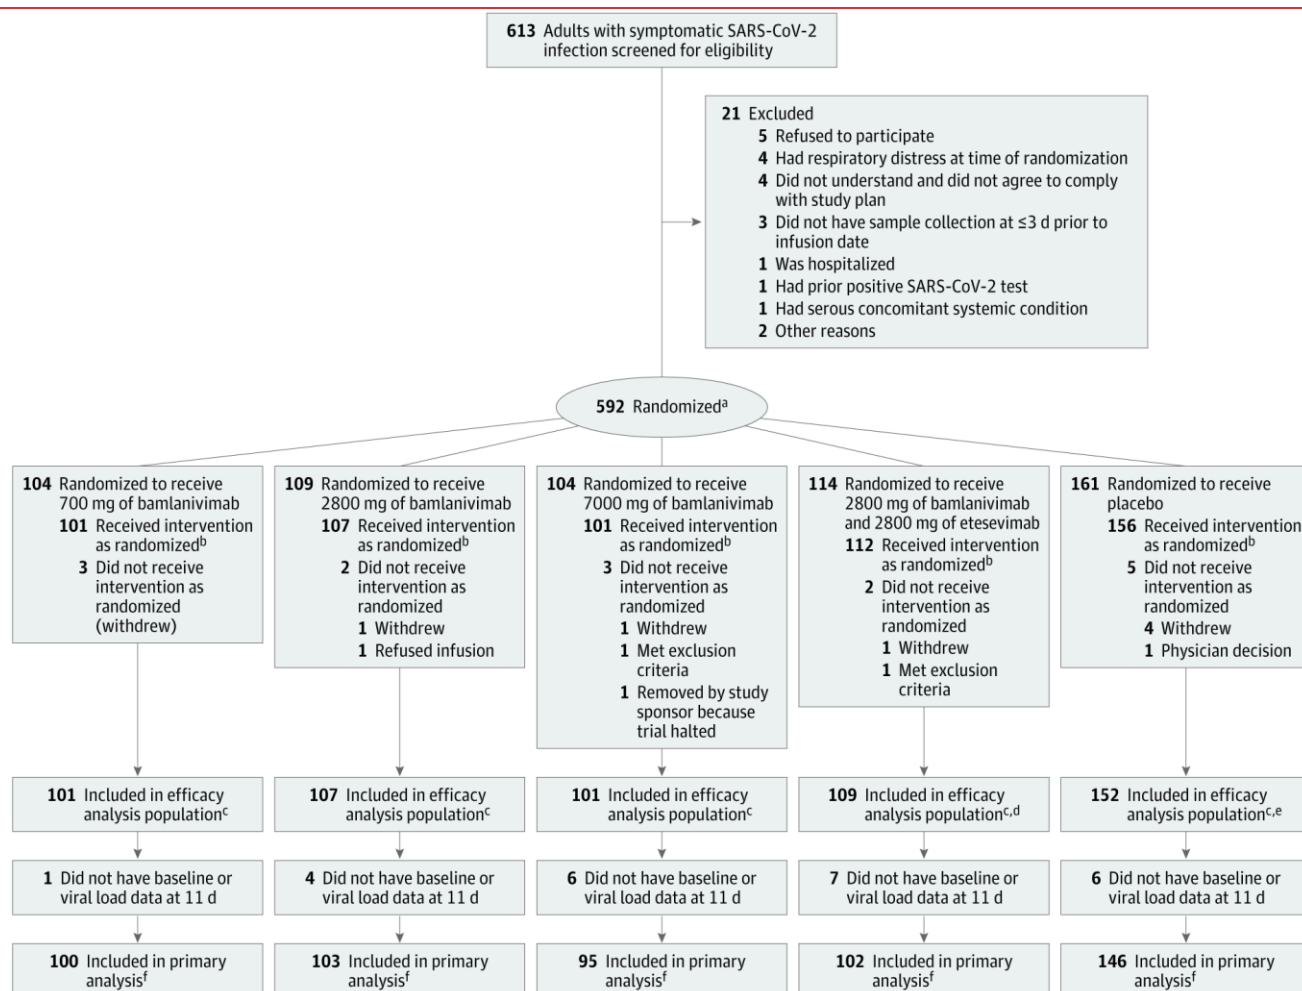 613 Adults with symptomatic SARS-CoV-2
infection screened for eligibility
21 Excluded
5 Refused to participate
4 Had respiratory distress at time of randomization
4 Did not understand and did not agree to comply
with study plan
3 Did not have sample collection at ≤3 d prior to
infusion date
1 Was hospitalized
1 Had prior positive SARS-CoV-2 test
1 Had serous concomitant systemic condition
2 Other reasons
592 Randomizedᵃ
104 Randomized to receive
700 mg of bamlanivimab
101 Received intervention
as randomizedᵇ
3 Did not receive
intervention as
randomized
(withdrew)
109 Randomized to receive
2800 mg of bamlanivimab
107 Received intervention
as randomizedᵇ
2 Did not receive
intervention as
randomized
1 Withdrew
1 Refused infusion
104 Randomized to receive
7000 mg of bamlanivimab
101 Received intervention
as randomizedᵇ
3 Did not receive
intervention as
randomized
1 Withdrew
1 Met exclusion
criteria
1 Removed by study
sponsor because
trial halted
114 Randomized to receive
2800 mg of bamlanivimab
and 2800 mg of etesevimab
112 Received intervention
as randomizedᵇ
2 Did not receive
intervention as
randomized
1 Withdrew
1 Met exclusion
criteria
161 Randomized to receive
placebo
156 Received intervention
as randomizedᵇ
5 Did not receive
intervention as
randomized
4 Withdrew
1 Physician decision
101 Included in efficacy
analysis populationᶜ
107 Included in efficacy
analysis populationᶜ
101 Included in efficacy
analysis populationᶜ
109 Included in efficacy
analysis populationᶜ,ᵈ
152 Included in efficacy
analysis populationᶜ,ᵉ
1 Did not have baseline or
viral load data at 11 d
4 Did not have baseline or
viral load data at 11 d
6 Did not have baseline or
viral load data at 11 d
7 Did not have baseline or
viral load data at 11 d
6 Did not have baseline or
viral load data at 11 d
100 Included in primary
analysisᶠ
103 Included in primary
analysisᶠ
95 Included in primary
analysisᶠ
102 Included in primary
analysisᶠ
146 Included in primary
analysisᶠ